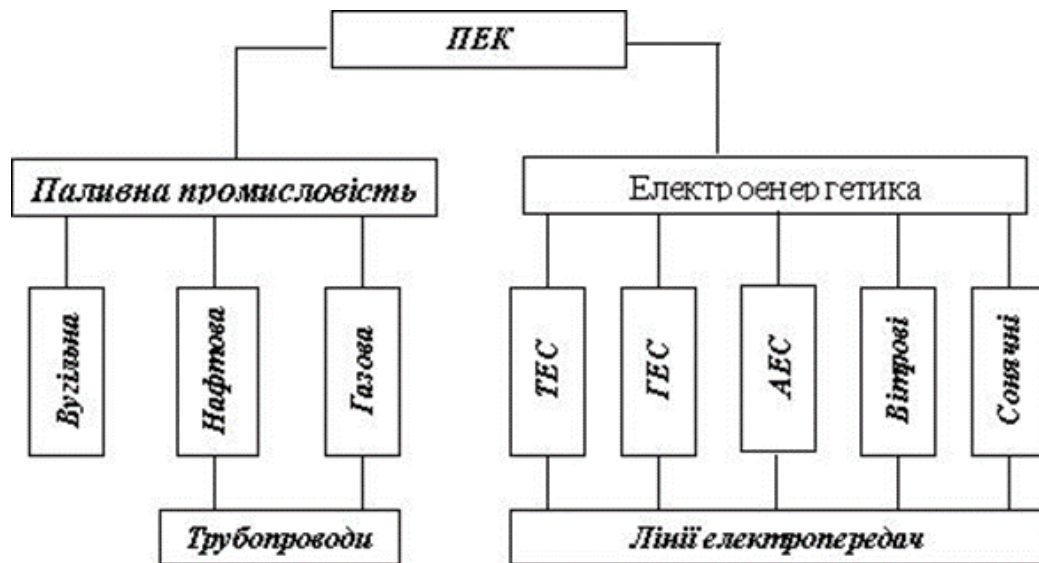 ПЕК
Паливна промисловість
Електроенергетика
Вугільна
Нафтова
Газова
ТЕС
ГЕС
АЕС
Вітрові
Сонячні
Трубопроводи
Лінії електропередач